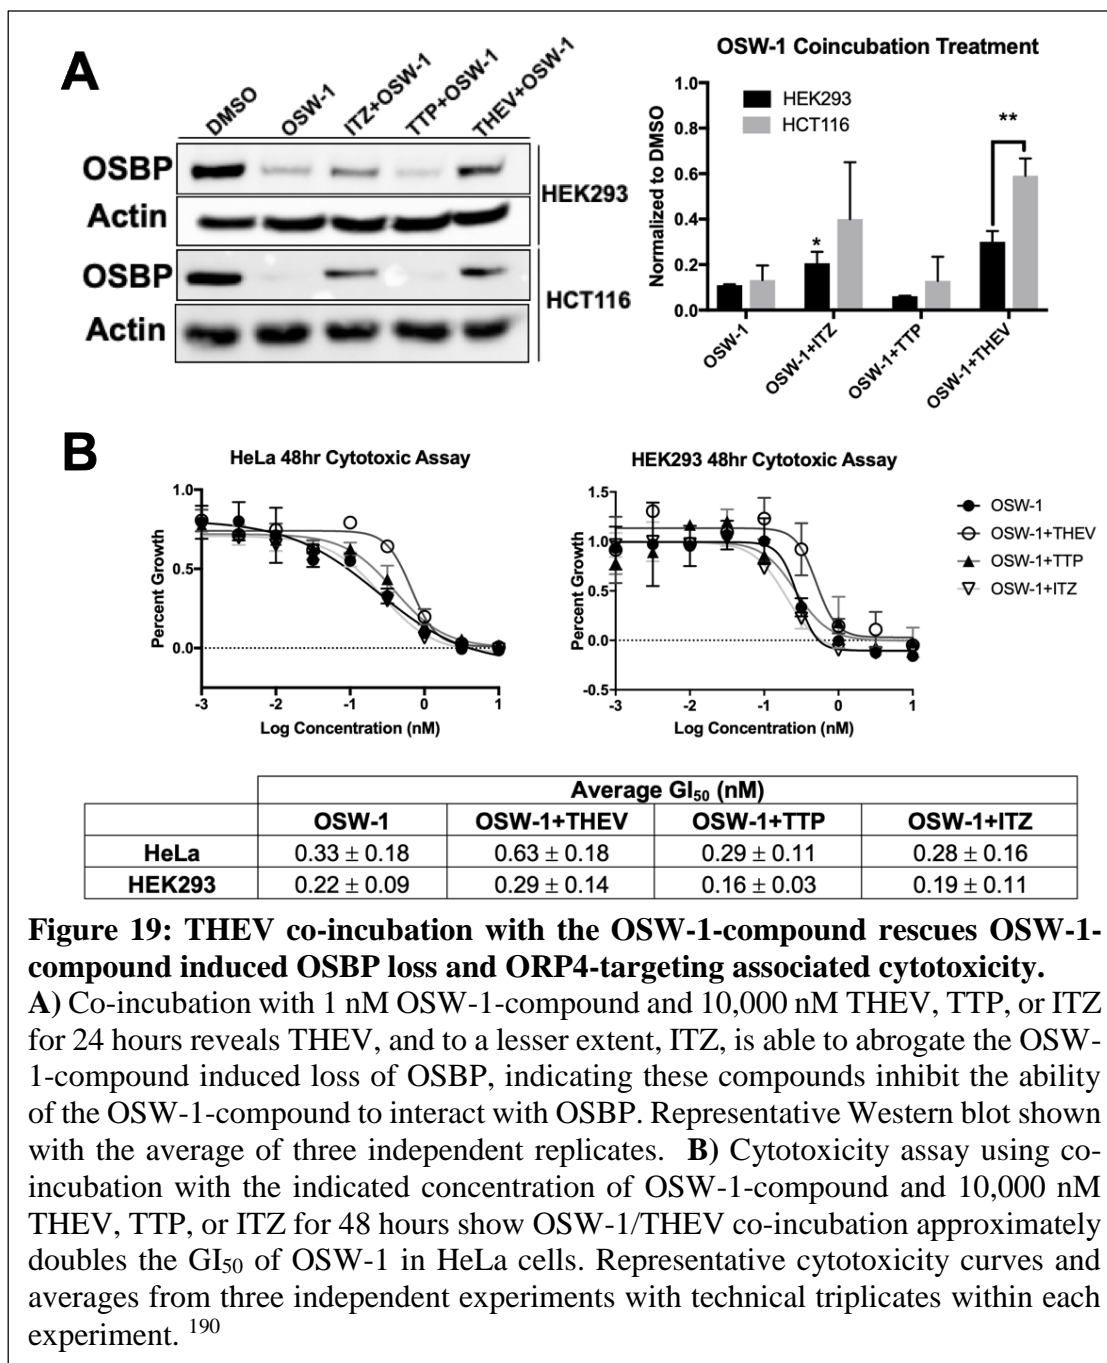 A
DMSO
OSW-1
ITZ+OSW-1
TTP+OSW-1
THEV+OSW-1
OSBP
Actin
HEK293
OSBP
Actin
HCT116
OSW-1 Coincubation Treatment
HEK293
HCT116
Normalized to DMSO
1.0
0.8
0.6
0.4
0.2
0.0
*
**
OSW-1
OSW-1+ITZ
OSW-1+TTP
OSW-1+THEV
B
HeLa 48hr Cytotoxic Assay
Percent Growth
1.0
0.5
0.0
-3 -2 -1 0 1
Log Concentration (nM)
HEK293 48hr Cytotoxic Assay
Percent Growth
1.5
1.0
0.5
0.0
-0.5
-3 -2 -1 0 1
Log Concentration (nM)
OSW-1
OSW-1+THEV
OSW-1+TTP
OSW-1+ITZ
Average GI50 (nM)
OSW-1 OSW-1+THEV OSW-1+TTP OSW-1+ITZ
HeLa 0.33 ± 0.18 0.63 ± 0.18 0.29 ± 0.11 0.28 ± 0.16
HEK293 0.22 ± 0.09 0.29 ± 0.14 0.16 ± 0.03 0.19 ± 0.11
Figure 19: THEV co-incubation with the OSW-1-compound rescues OSW-1-
compound induced OSBP loss and ORP4-targeting associated cytotoxicity.
A) Co-incubation with 1 nM OSW-1-compound and 10,000 nM THEV, TTP, or ITZ
for 24 hours reveals THEV, and to a lesser extent, ITZ, is able to abrogate the OSW-
1-compound induced loss of OSBP, indicating these compounds inhibit the ability
of the OSW-1-compound to interact with OSBP. Representative Western blot shown
with the average of three independent replicates. B) Cytotoxicity assay using co-
incubation with the indicated concentration of OSW-1-compound and 10,000 nM
THEV, TTP, or ITZ for 48 hours show OSW-1/THEV co-incubation approximately
doubles the GI50 of OSW-1 in HeLa cells. Representative cytotoxicity curves and
averages from three independent experiments with technical triplicates within each
experiment. 190